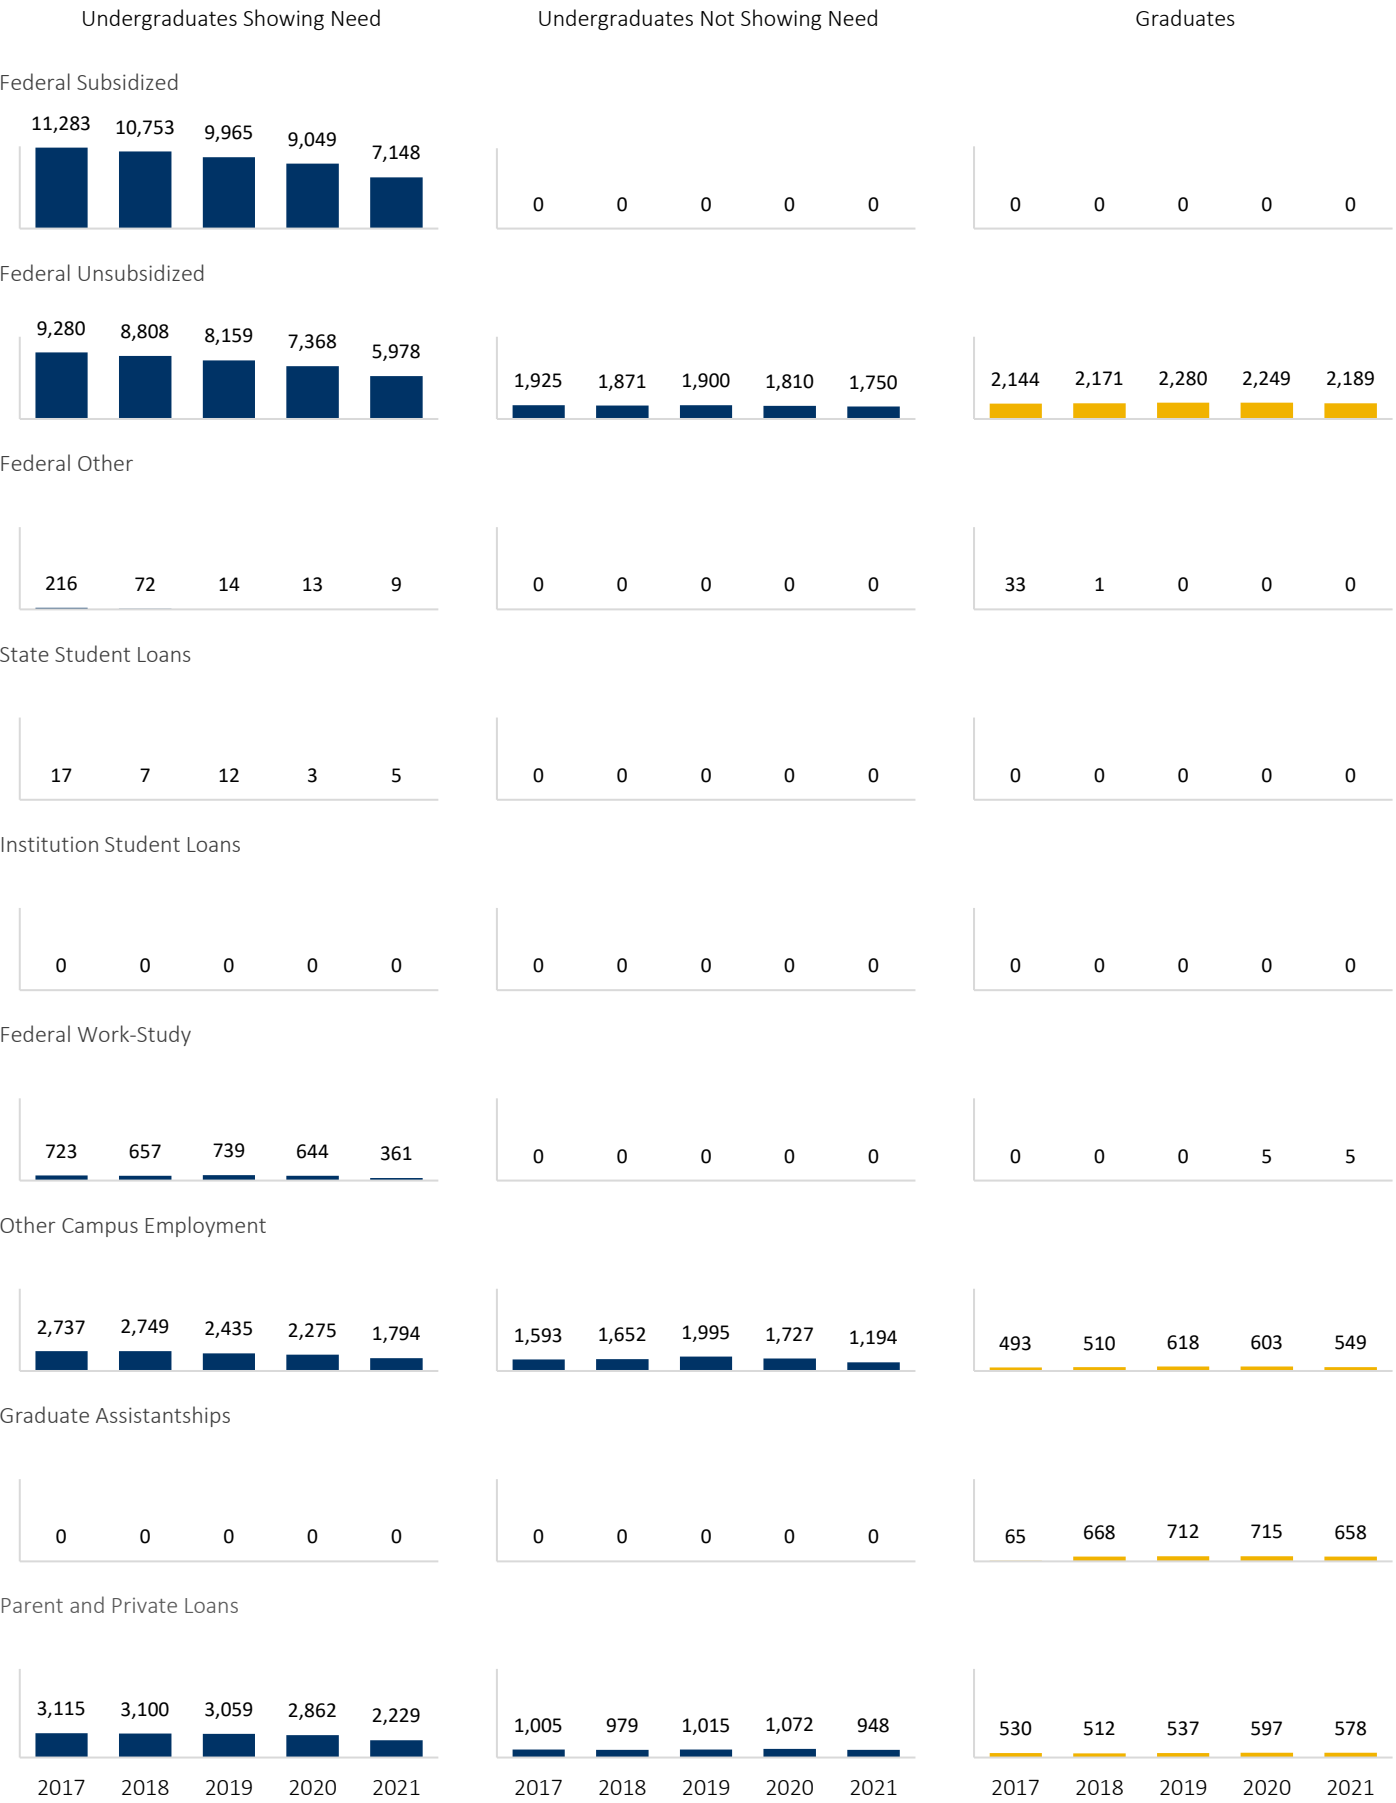 Undergraduates Showing Need Undergraduates Not Showing Need Graduates
Federal Subsidized
11,283 10,753 9,965 9,049 7,148 0 0 0 0 0 0 0 0 0 0
Federal Unsubsidized
9,280 8,808 8,159 7,368 5,978 1,925 1,871 1,900 1,810 1,750 2,144 2,171 2,280 2,249 2,189
Federal Other
216 72 14 13 9 0 0 0 0 0 33 1 0 0 0
State Student Loans
17 7 12 3 5 0 0 0 0 0 0 0 0 0 0
Institution Student Loans
0 0 0 0 0 0 0 0 0 0 0 0 0 0 0
Federal Work-Study
723 657 739 644 361 0 0 0 0 0 0 0 0 5 5
Other Campus Employment
2,737 2,749 2,435 2,275 1,794 1,593 1,652 1,995 1,727 1,194 493 510 618 603 549
Graduate Assistantships
0 0 0 0 0 0 0 0 0 0 65 668 712 715 658
Parent and Private Loans
3,115 3,100 3,059 2,862 2,229 1,005 979 1,015 1,072 948 530 512 537 597 578
2017 2018 2019 2020 2021 2017 2018 2019 2020 2021 2017 2018 2019 2020 2021